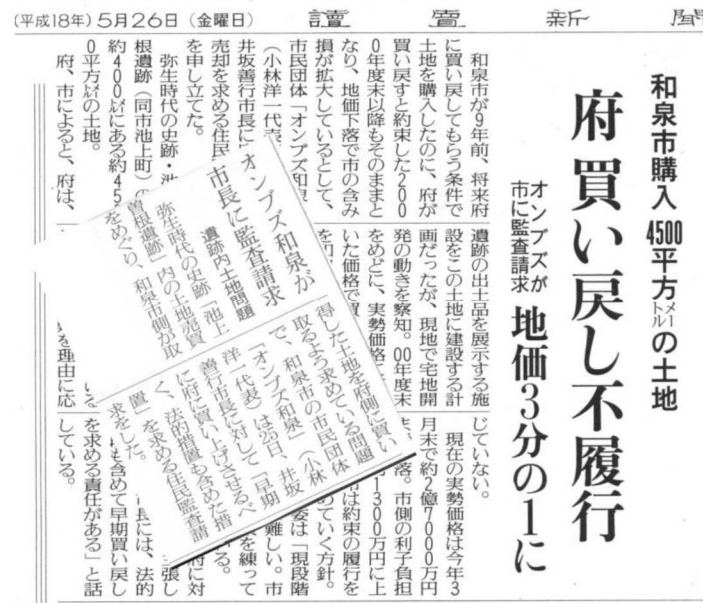 (平成18年) 5月26日 (金曜日) 讀賣新聞
和泉市購入 4500平方メートルの土地
府 買い戻し不履行
オンブズが
市に監査請求
地価3分の1に
和泉市が9年前、将来府
に買い戻してもらう条件で
土地を購入したのに、府が
買い戻すと約束した200
0年度末以降もそのままと
なり、地価下落で市の含み
損が拡大しているとして、
市民団体「オンブズ和泉
(小林洋一代表
井坂善行市長に
売却を求める住民
を申し立てた。
弥生時代の史跡・池
根遺跡(同市池上町)の
約400㍍にある約45
0平方㍍の土地。
府、市によると、府は、
遺跡の出土品を展示する施
設をこの土地に建設する計
画だったが、現地で宅地開
発の動きを察知。00年度末
をめどに、実勢価格に
いた価格で買
る理由に応
じていない。
現在の実勢価格は今年3
月末で約2億7000万円
落。市側の利子負担
1300万円に上
は約束の履行を
めていく方針。
委は「現段階
難しい。市
を練って
る。
府に対
張し
長には、法的
も含めて早期買い戻し
を求める責任がある」と話
している。
オンブズ和泉が
市長に監査請求
遺跡内土地問題
弥生時代の史跡「池上
曽根遺跡」内の土地売買
をめぐり、和泉市側が取
得した土地を府側に買い
取るよう求めている問題
で、和泉市の市民団体
「オンブズ和泉」(小林
洋一代表)は25日、井坂
善行市長に対して「早期
に府に買い上げさせるべ
く、法的措置も含めた措
置」を求める住民監査請
求をした。